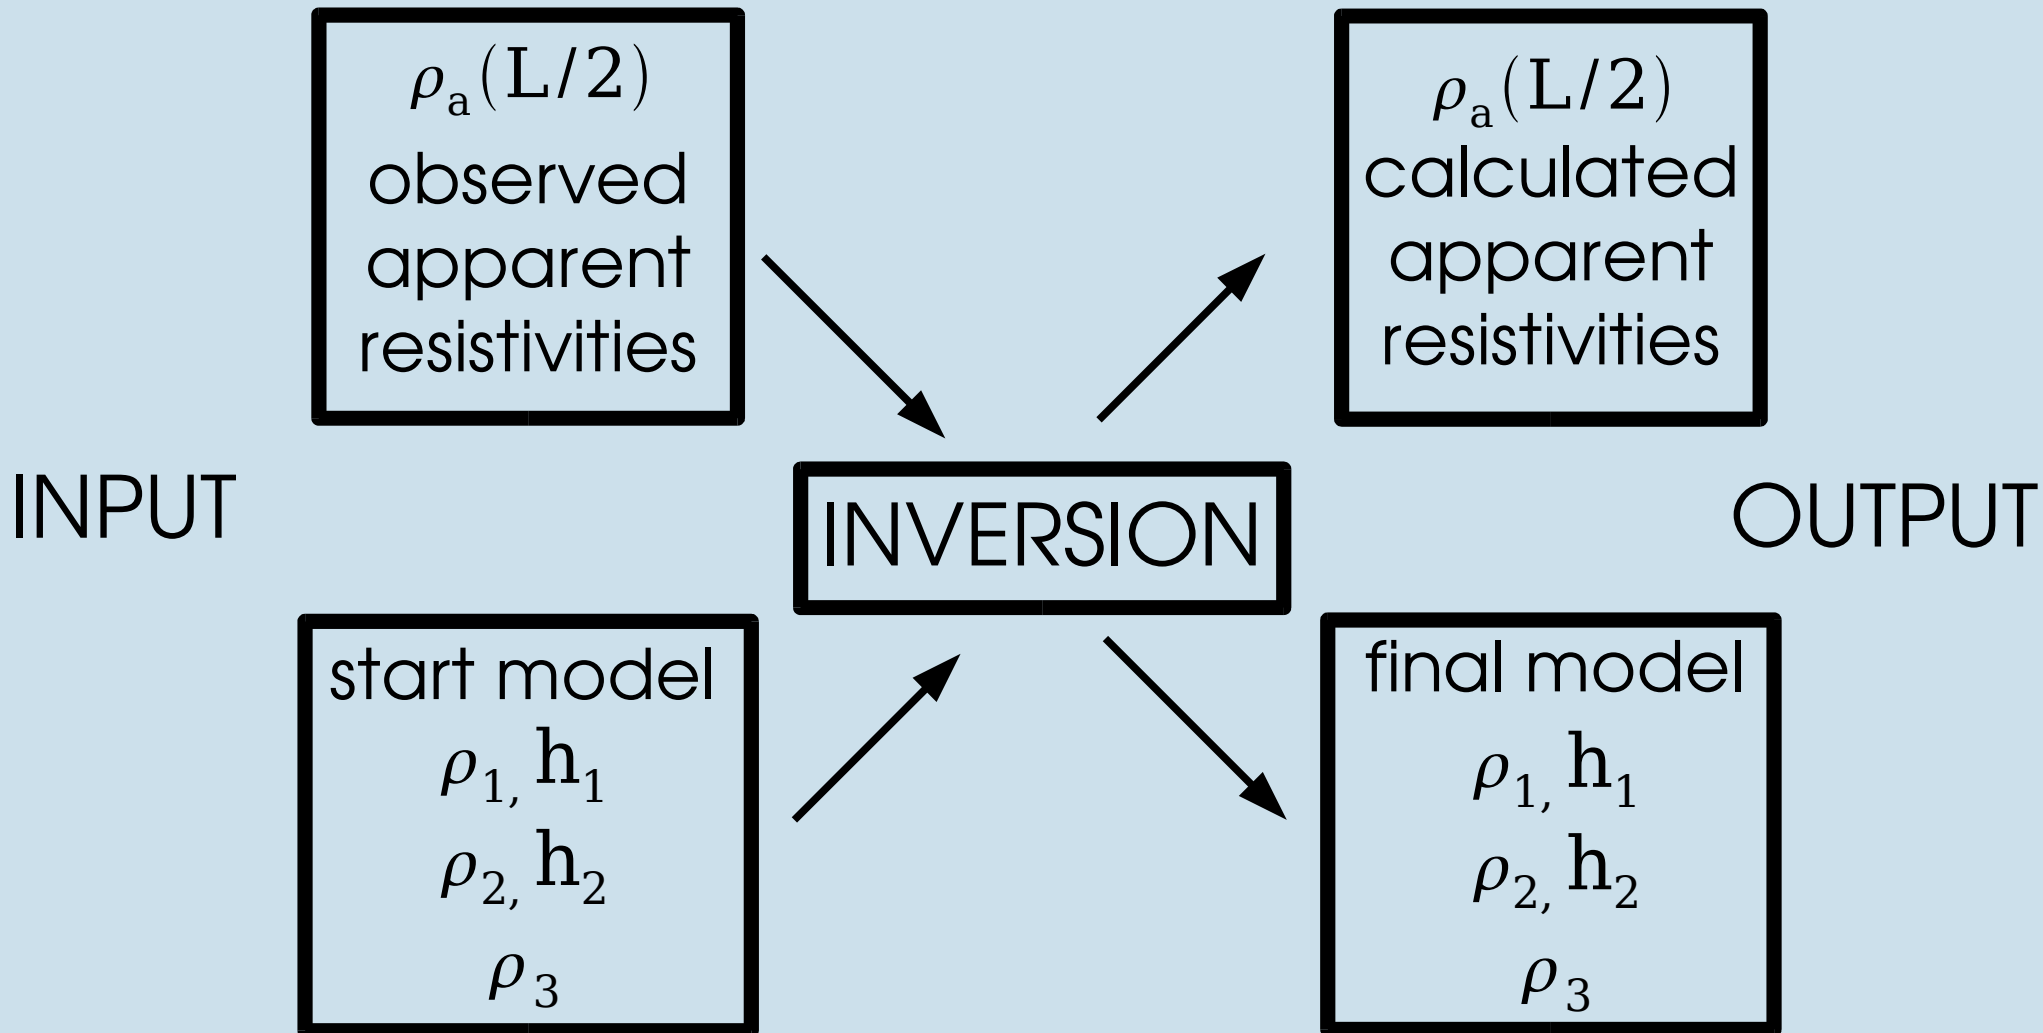 INPUT
ρₐ(L/2)
observed
apparent
resistivities
start model
ρ₁, h₁
ρ₂, h₂
ρ₃
INVERSION
ρₐ(L/2)
calculated
apparent
resistivities
final model
ρ₁, h₁
ρ₂, h₂
ρ₃
OUTPUT